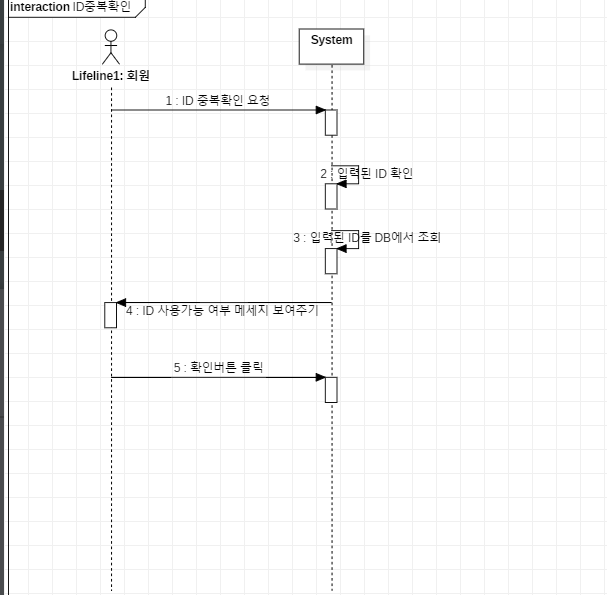 interaction ID중복확인
System
Lifeline1: 회원
1 : ID 중복확인 요청
2 : 입력된 ID 확인
3 : 입력된 ID를 DB에서 조회
4 : ID 사용가능 여부 메세지 보여주기
5 : 확인버튼 클릭